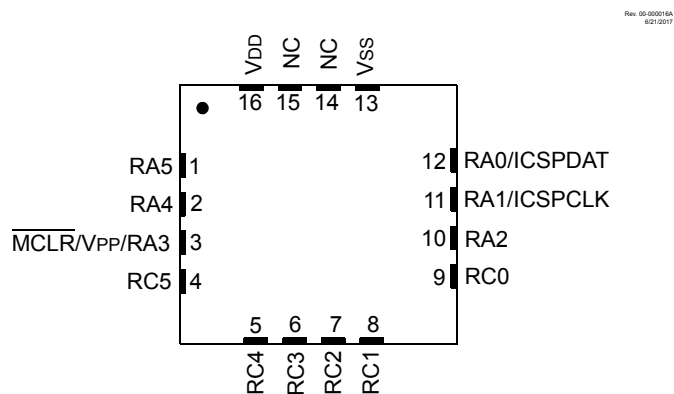 Rev. 00-000016A
6/21/2017
VDD
NC
NC
VSS
16
15
14
13
RA5 1
RA4 2
MCLR/VPP/RA3 3
RC5 4
12 RA0/ICSPDAT
11 RA1/ICSPCLK
10 RA2
9 RC0
5
6
7
8
RC4
RC3
RC2
RC1